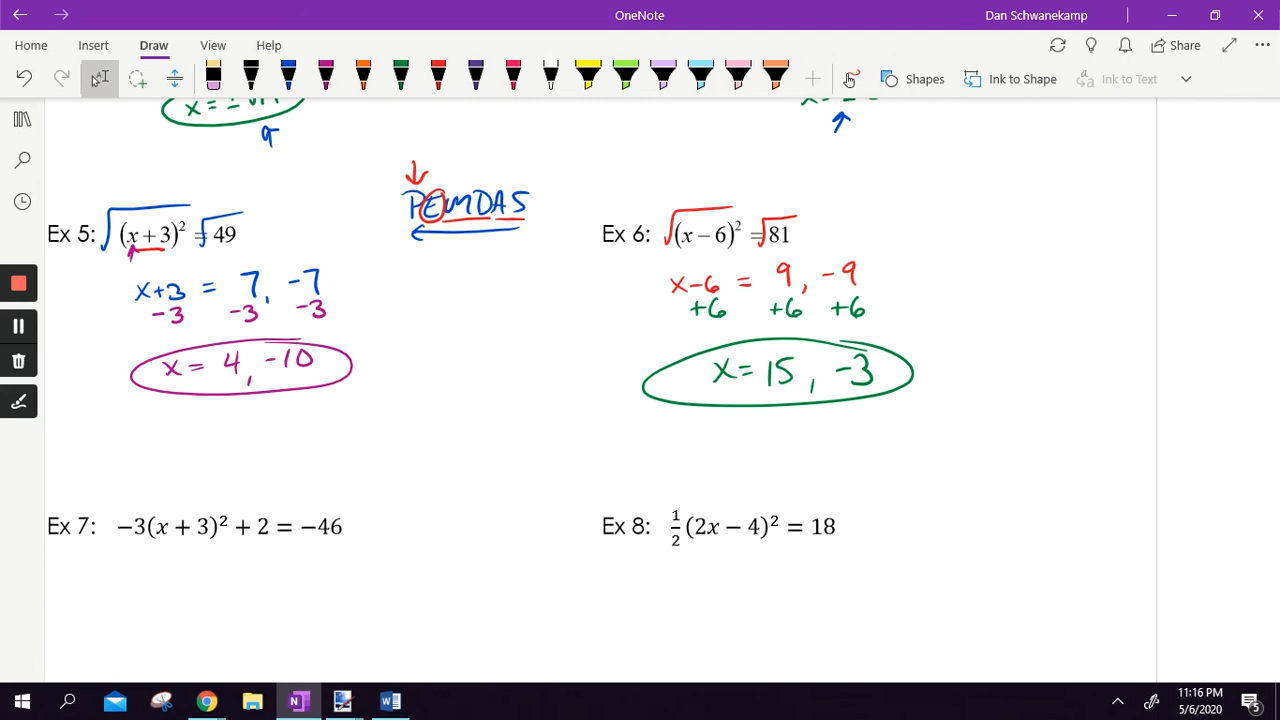 OneNote
Dan Schwanekamp
Home Insert Draw View Help
Share
Shapes Ink to Shape Ink to Text
PEMDAS
Ex 5: √(x + 3)² = √49
x+3 = 7, -7
-3 -3 -3
x = 4, -10
Ex 6: √(x − 6)² = √81
x-6 = 9, -9
+6 +6 +6
x = 15, -3
Ex 7: −3(x + 3)² + 2 = −46
Ex 8: ½(2x − 4)² = 18
11:16 PM
5/6/2020
5